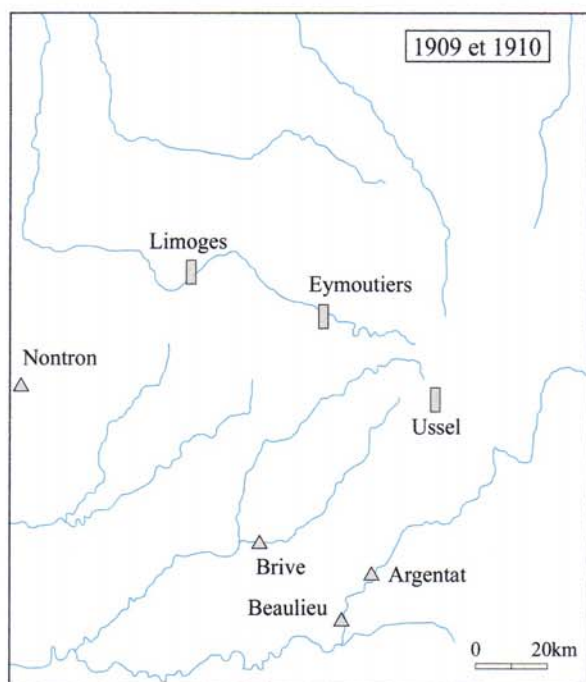 1909 et 1910
Limoges
Eymoutiers
Nontron
Ussel
Brive
Argentat
Beaulieu
0 20km